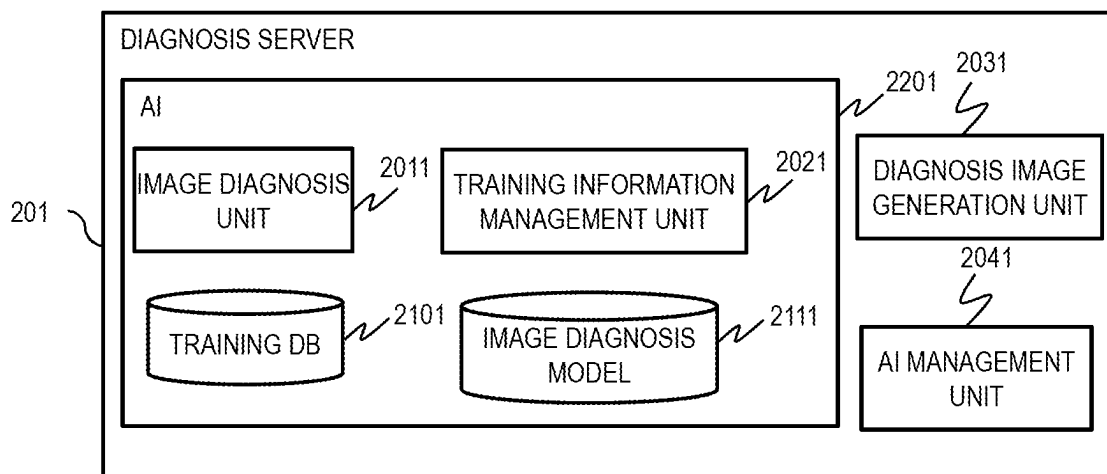 DIAGNOSIS SERVER
AI
2201
2031
IMAGE DIAGNOSIS
UNIT
2011
TRAINING INFORMATION
MANAGEMENT UNIT
2021
DIAGNOSIS IMAGE
GENERATION UNIT
201
2041
TRAINING DB
2101
IMAGE DIAGNOSIS
MODEL
2111
AI MANAGEMENT
UNIT